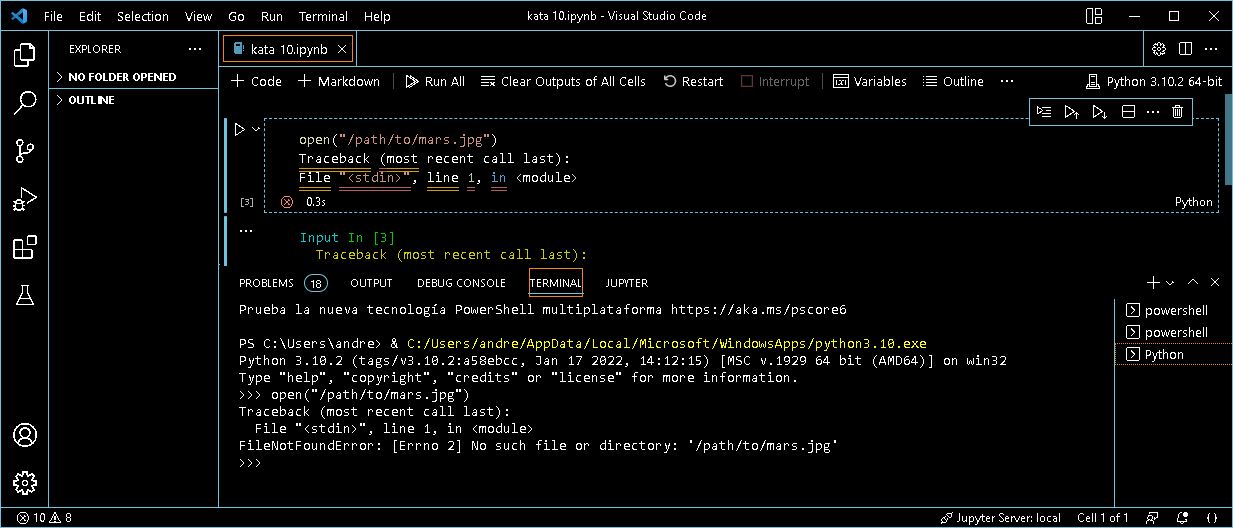 File Edit Selection View Go Run Terminal Help kata 10.ipynb - Visual Studio Code
EXPLORER ...
NO FOLDER OPENED
OUTLINE
kata 10.ipynb
Code Markdown Run All Clear Outputs of All Cells Restart Interrupt Variables Outline ... Python 3.10.2 64-bit
open("/path/to/mars.jpg")
Traceback (most recent call last):
File "<stdin>", line 1, in <module>
[3] 0.3s Python
... Input In [3]
Traceback (most recent call last):
PROBLEMS 18 OUTPUT DEBUG CONSOLE TERMINAL JUPYTER
Prueba la nueva tecnología PowerShell multiplataforma https://aka.ms/pscore6
PS C:\Users\andre> & C:/Users/andre/AppData/Local/Microsoft/WindowsApps/python3.10.exe
Python 3.10.2 (tags/v3.10.2:a58ebcc, Jan 17 2022, 14:12:15) [MSC v.1929 64 bit (AMD64)] on win32
Type "help", "copyright", "credits" or "license" for more information.
>>> open("/path/to/mars.jpg")
Traceback (most recent call last):
File "<stdin>", line 1, in <module>
FileNotFoundError: [Errno 2] No such file or directory: '/path/to/mars.jpg'
>>>
powershell
powershell
Python
10 8 Jupyter Server: local Cell 1 of 1